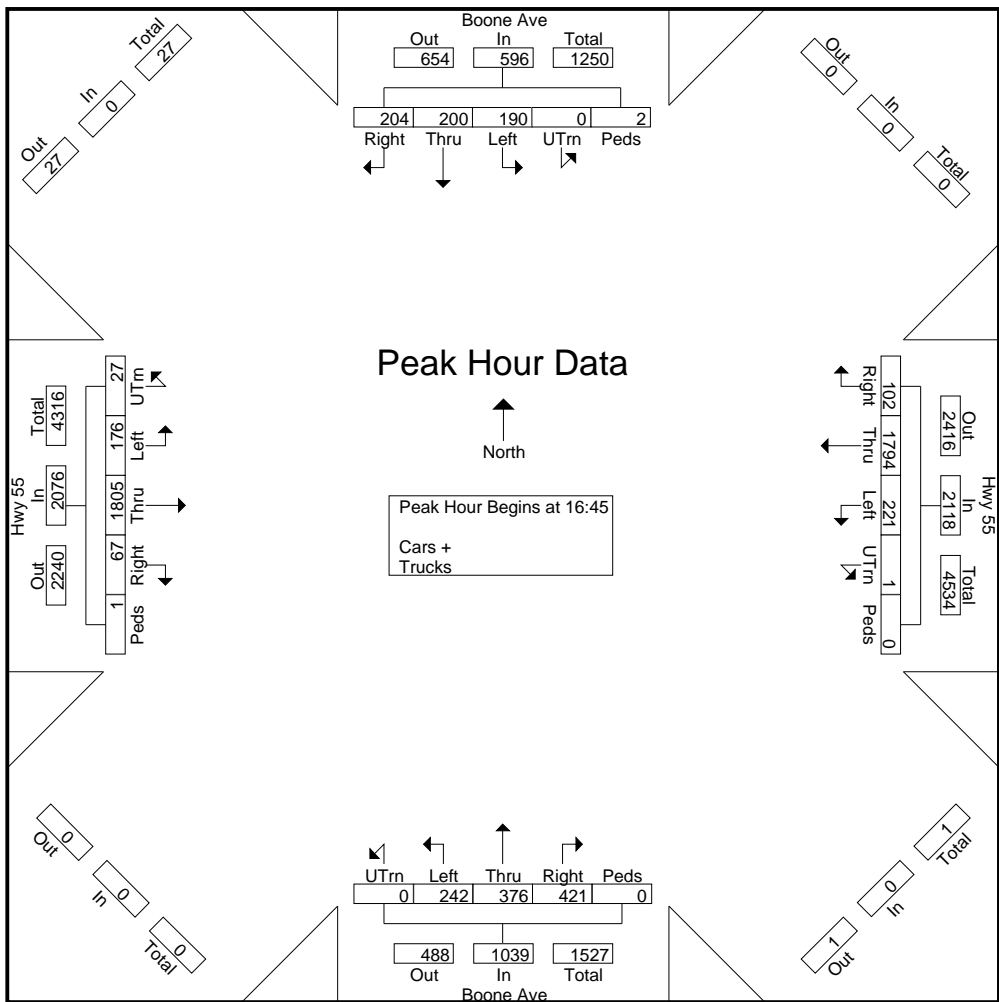 Boone Ave
Out In Total
654 596 1250
204 200 190 0 2
Right Thru Left UTrn Peds
Total
27
In
0
Out
27
Out
0
In
0
Total
0
Peak Hour Data
North
Peak Hour Begins at 16:45
Cars +
Trucks
Hwy 55
Total
4316
In
2076
Out
2240
27 176 1805 67 1
UTrn Left Thru Right Peds
Right Thru Left UTrn Peds
102 1794 221 1 0
Out
2416
In
2118
Total
4534
Hwy 55
0
Out
0
In
0
Total
1
Total
0
In
1
Out
UTrn Left Thru Right Peds
0 242 376 421 0
488 1039 1527
Out In Total
Boone Ave